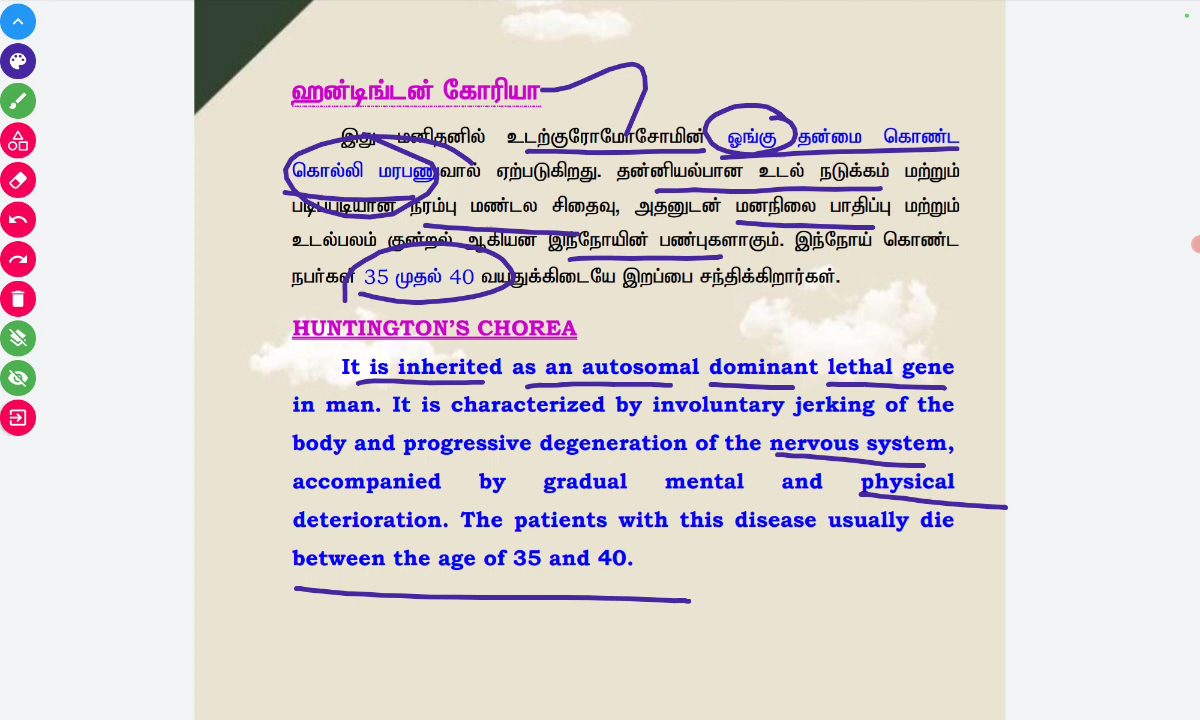 ஹன்டிங்டன் கோரியா
இது மனிதனில் உடற்குரோமோசோமின் ஓங்கு தன்மை கொண்ட
கொல்லி மரபணுவால் ஏற்படுகிறது. தன்னியல்பான உடல் நடுக்கம் மற்றும்
படிப்படியான நரம்பு மண்டல சிதைவு, அதனுடன் மனநிலை பாதிப்பு மற்றும்
உடல்பலம் குன்றல் ஆகியன இந்நோயின் பண்புகளாகும். இந்நோய் கொண்ட
நபர்கள் 35 முதல் 40 வயதுக்கிடையே இறப்பை சந்திக்கிறார்கள்.
HUNTINGTON'S CHOREA
It is inherited as an autosomal dominant lethal gene
in man. It is characterized by involuntary jerking of the
body and progressive degeneration of the nervous system,
accompanied by gradual mental and physical
deterioration. The patients with this disease usually die
between the age of 35 and 40.